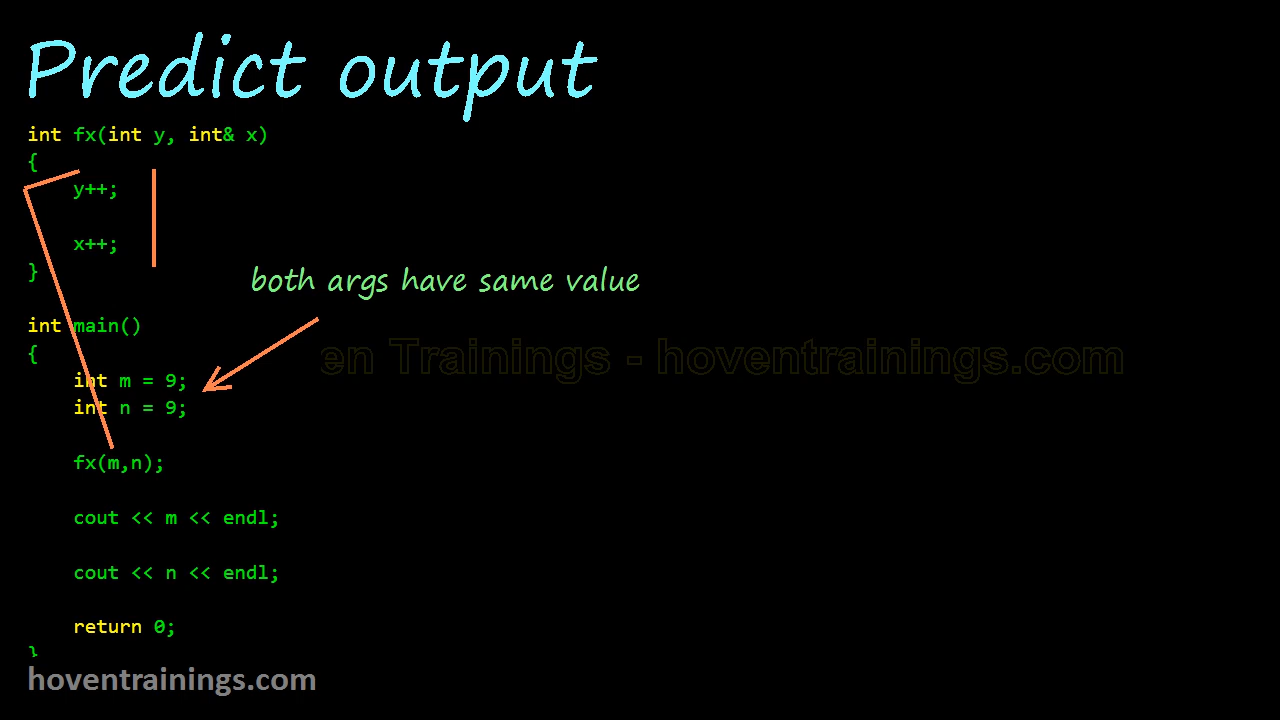 Predict output
int fx(int y, int& x)
{
y++;
x++;
}
both args have same value
int main()
{
en Trainings - hoventrainings.com
int m = 9;
int n = 9;
fx(m,n);
cout << m << endl;
cout << n << endl;
return 0;
}
hoventrainings.com